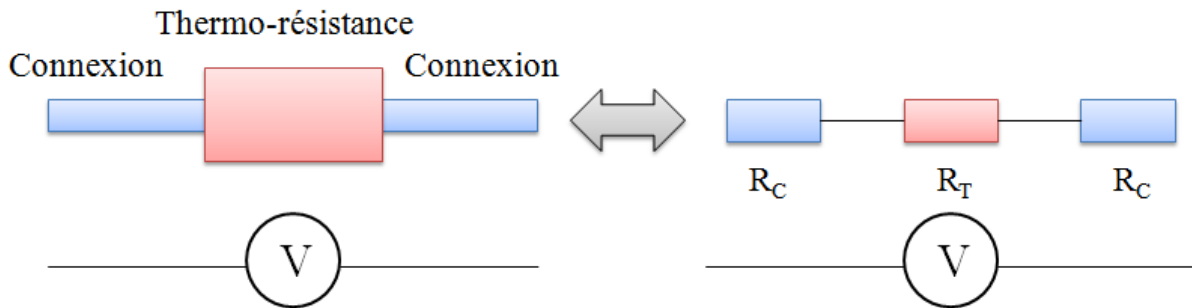 Thermo-résistance
Connexion Connexion
R_C R_T R_C
V V